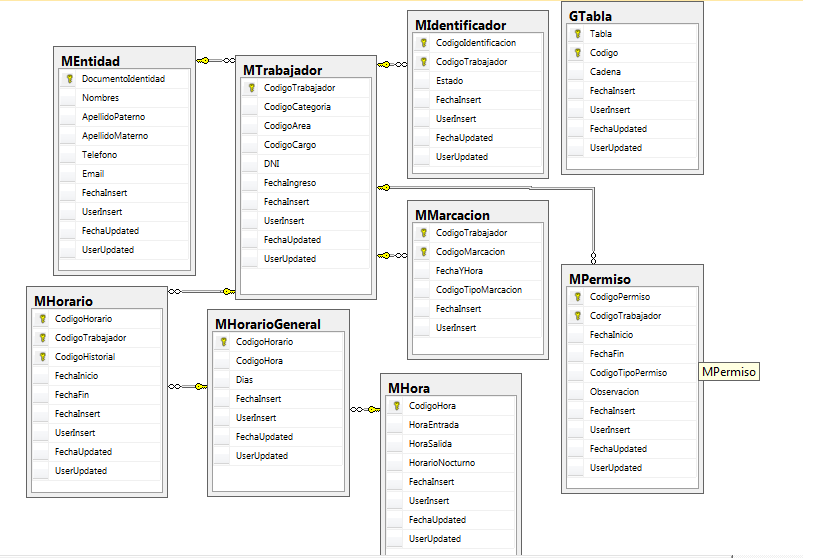 MEntidad
DocumentoIdentidad
Nombres
ApellidoPaterno
ApellidoMaterno
Telefono
Email
FechaInsert
UserInsert
FechaUpdated
UserUpdated
MTrabajador
CodigoTrabajador
CodigoCategoria
CodigoArea
CodigoCargo
DNI
FechaIngreso
FechaInsert
UserInsert
FechaUpdated
UserUpdated
MIdentificador
CodigoIdentificacion
CodigoTrabajador
Estado
FechaInsert
UserInsert
FechaUpdated
UserUpdated
GTabla
Tabla
Codigo
Cadena
FechaInsert
UserInsert
FechaUpdated
UserUpdated
MMarcacion
CodigoTrabajador
CodigoMarcacion
FechaYHora
CodigoTipoMarcacion
FechaInsert
UserInsert
MPermiso
CodigoPermiso
CodigoTrabajador
FechaInicio
FechaFin
CodigoTipoPermiso
Observacion
FechaInsert
UserInsert
FechaUpdated
UserUpdated
MPermiso
MHorario
CodigoHorario
CodigoTrabajador
CodigoHistorial
FechaInicio
FechaFin
FechaInsert
UserInsert
FechaUpdated
UserUpdated
MHorarioGeneral
CodigoHorario
CodigoHora
Dias
FechaInsert
UserInsert
FechaUpdated
UserUpdated
MHora
CodigoHora
HoraEntrada
HoraSalida
HorarioNocturno
FechaInsert
UserInsert
FechaUpdated
UserUpdated